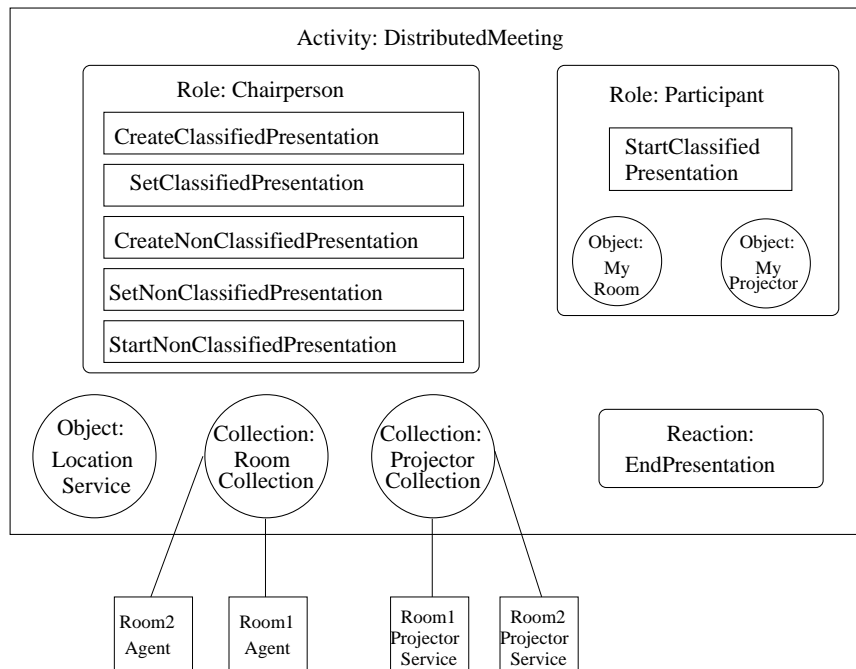 Activity: DistributedMeeting
Role: Chairperson
CreateClassifiedPresentation
SetClassifiedPresentation
CreateNonClassifiedPresentation
SetNonClassifiedPresentation
StartNonClassifiedPresentation
Role: Participant
StartClassified
Presentation
Object:
My
Room
Object:
My
Projector
Object:
Location
Service
Collection:
Room
Collection
Collection:
Projector
Collection
Reaction:
EndPresentation
Room2
Agent
Room1
Agent
Room1
Projector
Service
Room2
Projector
Service